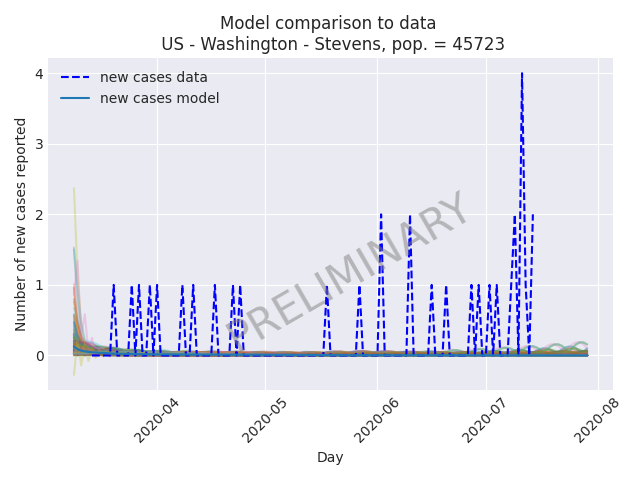 Model comparison to data
US - Washington - Stevens, pop. = 45723
new cases data
new cases model
PRELIMINARY
Number of new cases reported
4
3
2
1
0
2020-04
2020-05
2020-06
2020-07
2020-08
Day